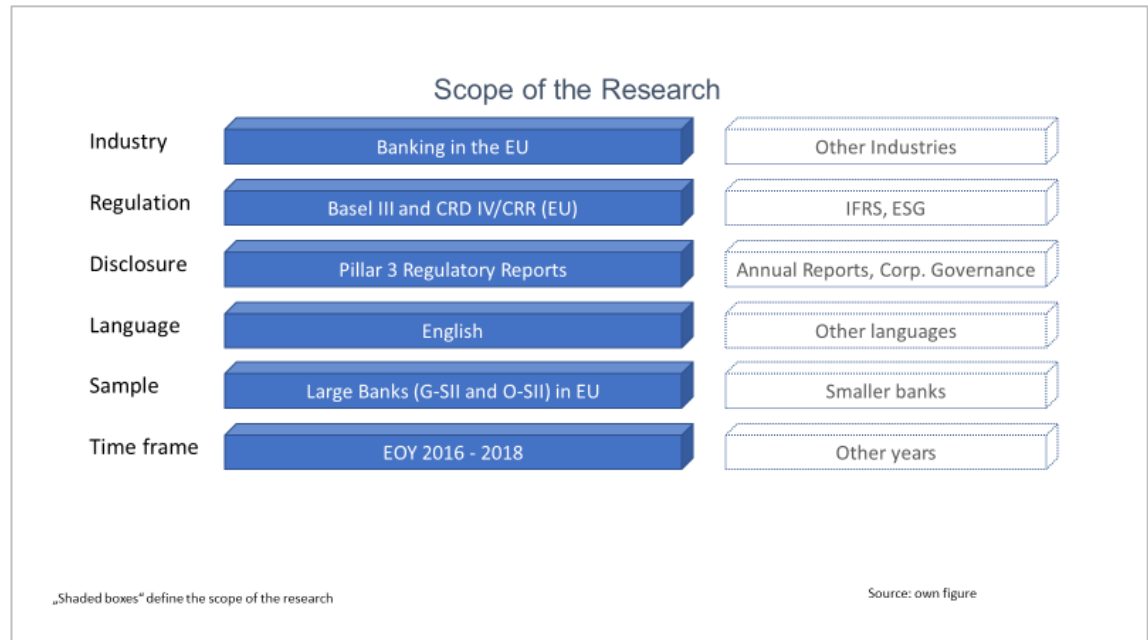 Scope of the Research
Industry
Banking in the EU
Other Industries
Regulation
Basel III and CRD IV/CRR (EU)
IFRS, ESG
Disclosure
Pillar 3 Regulatory Reports
Annual Reports, Corp. Governance
Language
English
Other languages
Sample
Large Banks (G-SII and O-SII) in EU
Smaller banks
Time frame
EOY 2016 - 2018
Other years
„Shaded boxes“ define the scope of the research
Source: own figure